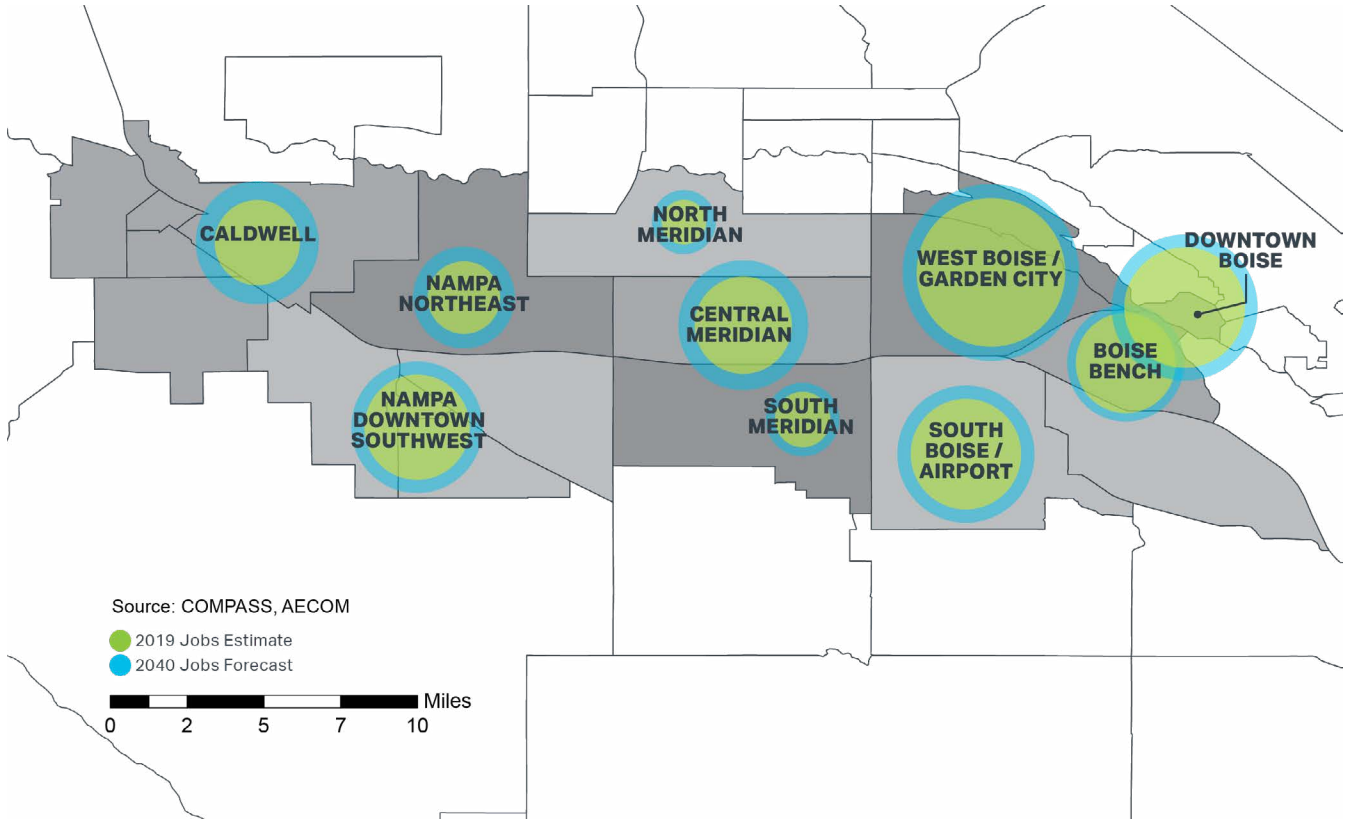 NORTH
MERIDIAN
CALDWELL
DOWNTOWN
BOISE
WEST BOISE /
GARDEN CITY
NAMPA
NORTHEAST
CENTRAL
MERIDIAN
BOISE
BENCH
NAMPA
DOWNTOWN
SOUTHWEST
SOUTH
MERIDIAN
SOUTH
BOISE /
AIRPORT
Source: COMPASS, AECOM
2019 Jobs Estimate
2040 Jobs Forecast
Miles
0 2 5 7 10